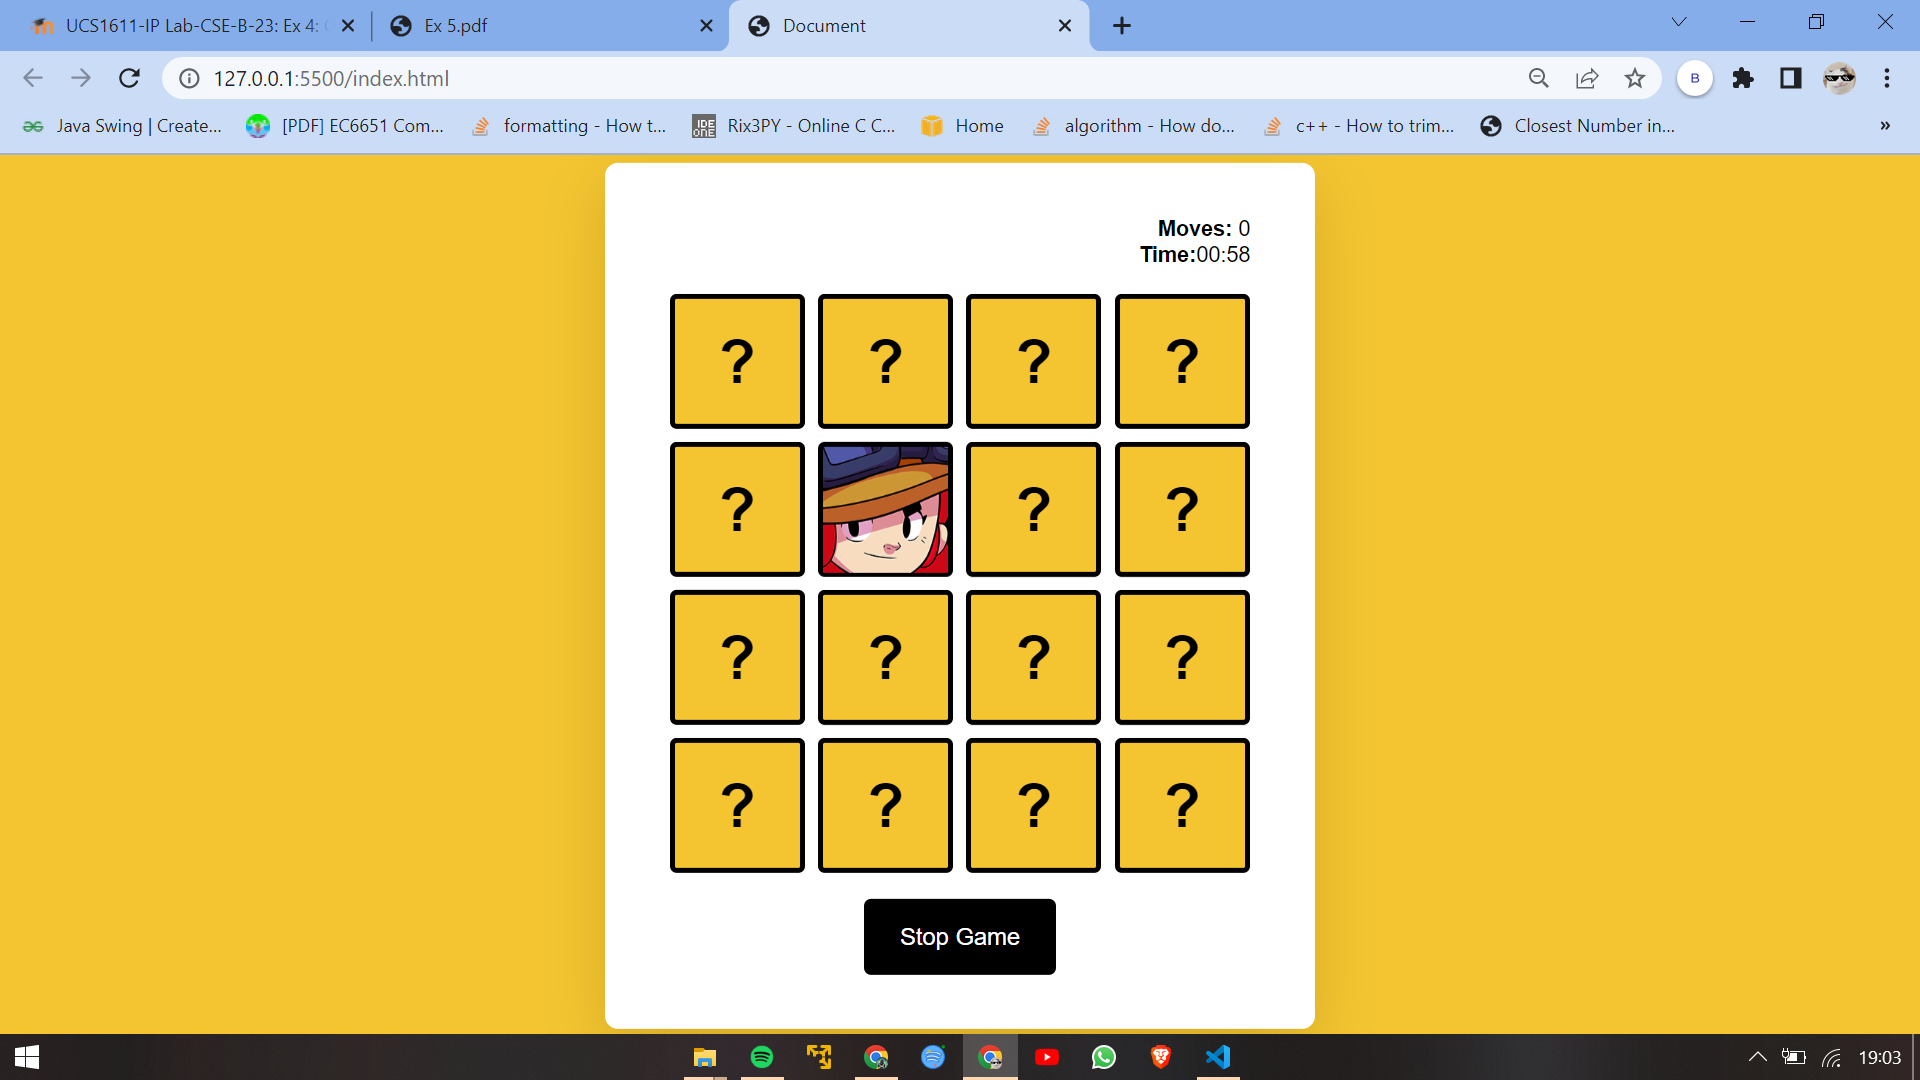 UCS1611-IP Lab-CSE-B-23: Ex 4:
Ex 5.pdf
Document
127.0.0.1:5500/index.html
B
Java Swing | Create...
[PDF] EC6651 Com...
formatting - How t...
IDE ONE
Rix3PY - Online C C...
Home
algorithm - How do...
c++ - How to trim...
Closest Number in...
»
Moves: 0
Time:00:58
? ? ? ?
? ? ?
? ? ? ?
? ? ? ?
Stop Game
19:03